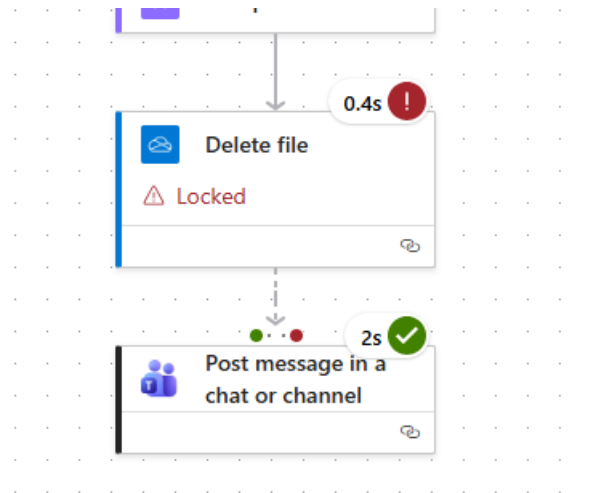 0.4s
Delete file
Locked
2s
Post message in a
chat or channel